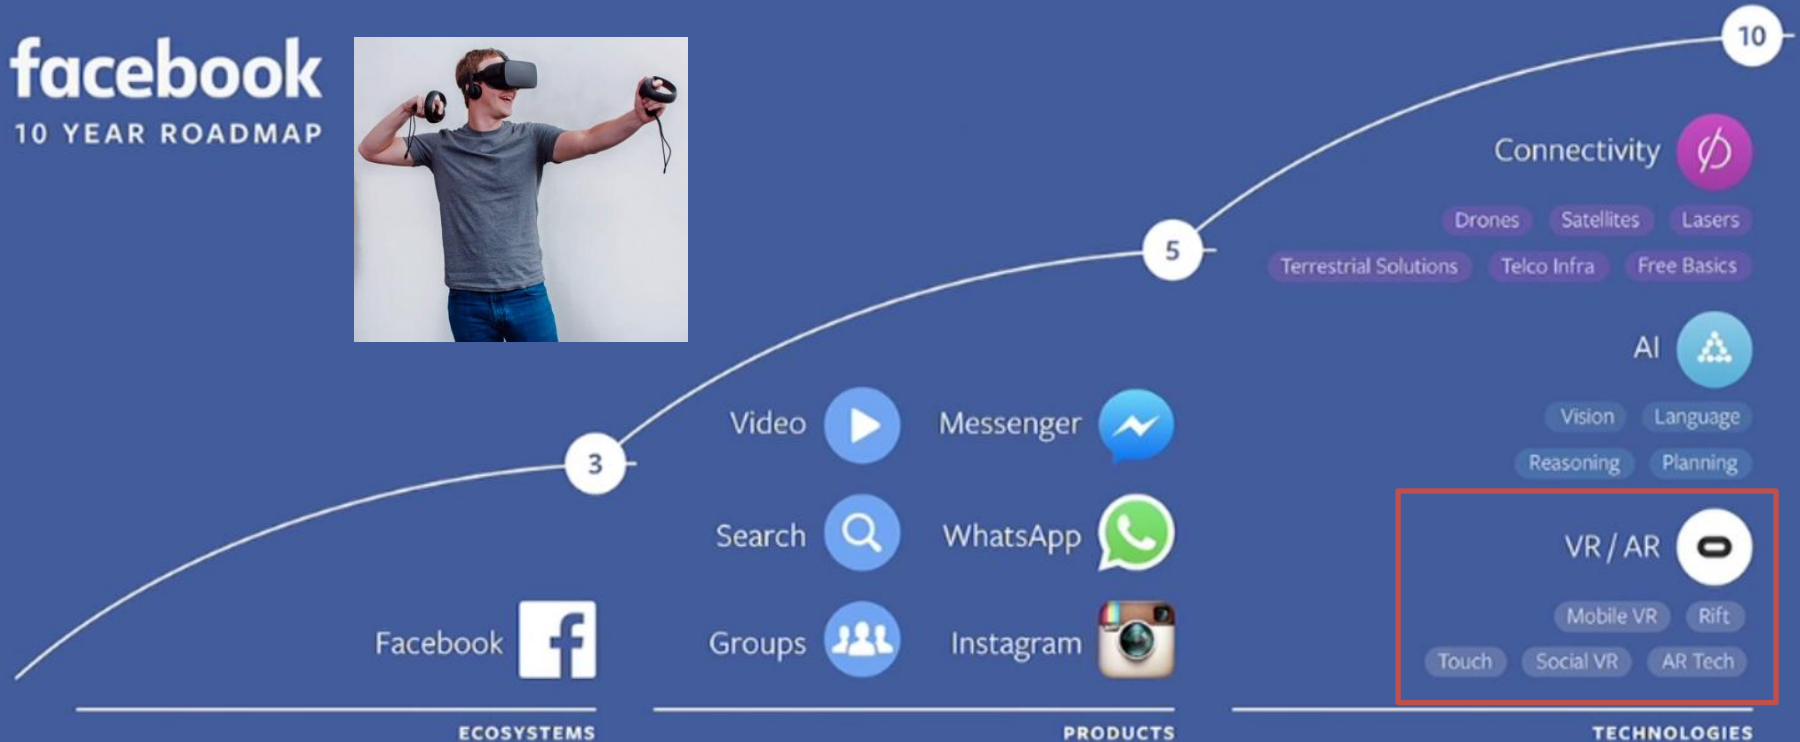 facebook
10 YEAR ROADMAP
10
5
3
Facebook
ECOSYSTEMS
Video
Messenger
Search
WhatsApp
Groups
Instagram
PRODUCTS
Connectivity
Drones Satellites Lasers
Terrestrial Solutions Telco Infra Free Basics
AI
Vision Language
Reasoning Planning
VR / AR
Mobile VR Rift
Touch Social VR AR Tech
TECHNOLOGIES